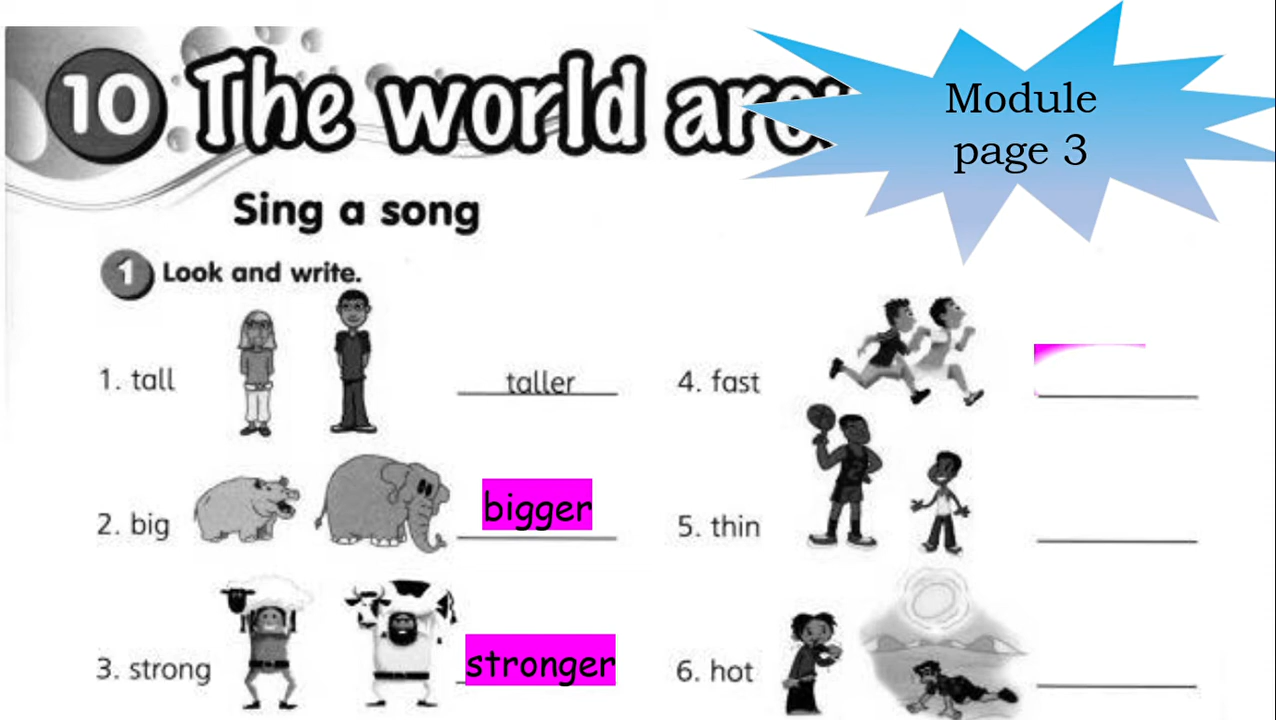 10 The world
Module
page 3
Sing a song
1 Look and write.
1. tall taller
2. big bigger
3. strong stronger
4. fast
5. thin
6. hot